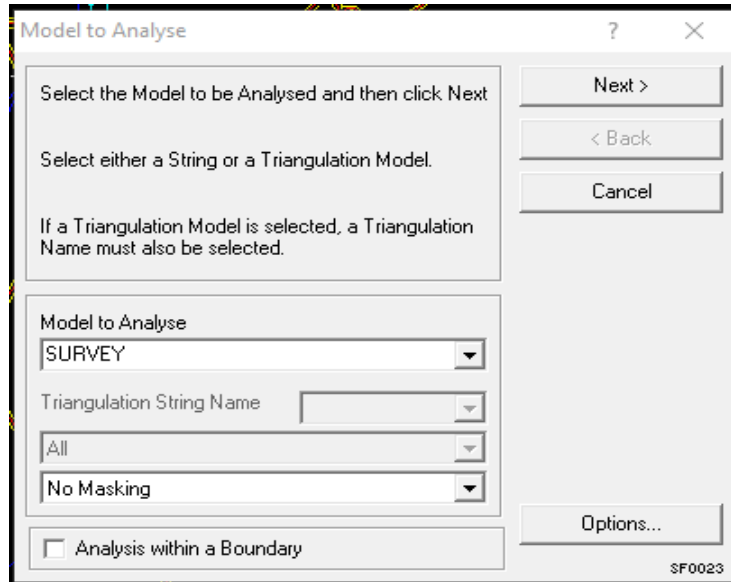 Model to Analyse
?
Select the Model to be Analysed and then click Next
Select either a String or a Triangulation Model.
If a Triangulation Model is selected, a Triangulation
Name must also be selected.
Next >
< Back
Cancel
Model to Analyse
SURVEY
Triangulation String Name
All
No Masking
Analysis within a Boundary
Options...
SF0023